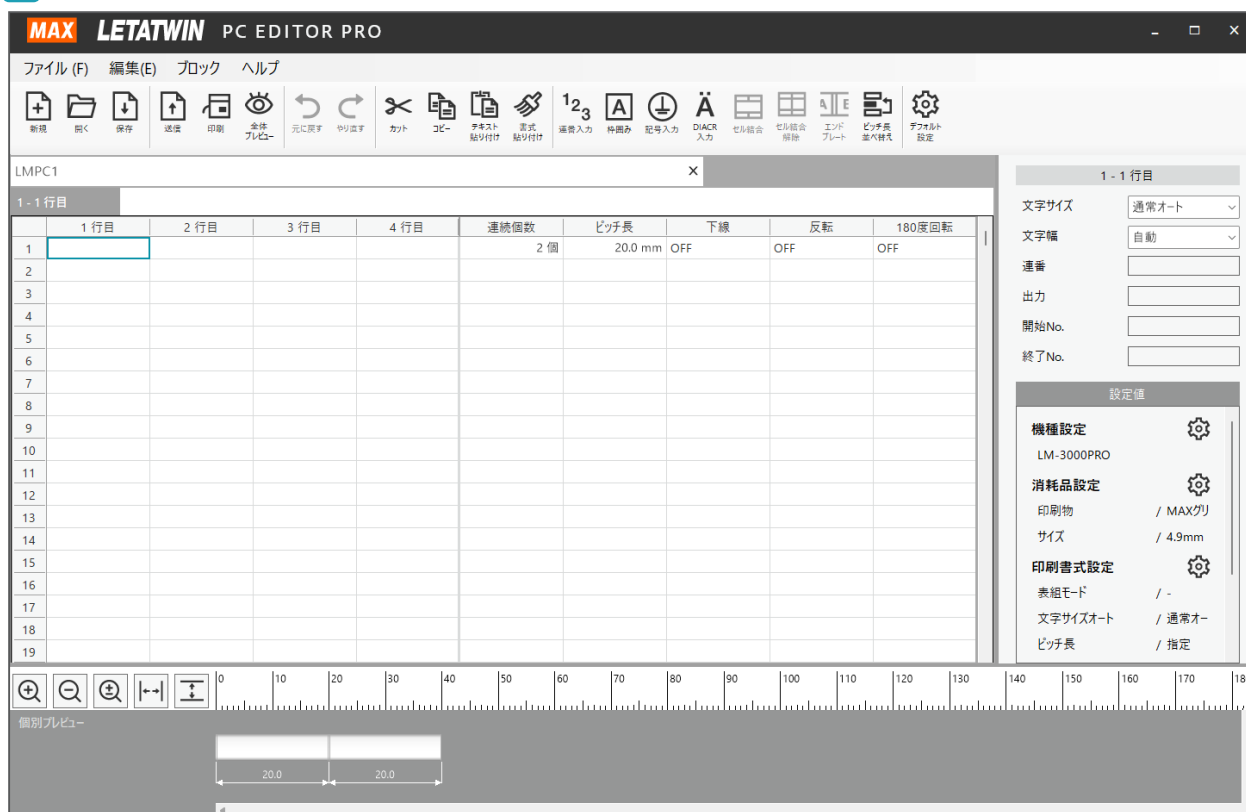 MAX LETATWIN PC EDITOR PRO
ファイル (F) 編集(E) ブロック ヘルプ
新規 開く 保存 送信 印刷 全体プレビュー 元に戻す やり直す カット コピー テキスト貼り付け 書式貼り付け 連番入力 枠囲み 記号入力 DIACR入力 セル結合 セル結合解除 エンドプレート ピッチ長並べ替え デフォルト設定
LMPC1
1 - 1 行目
1 行目 2 行目 3 行目 4 行目 連続個数 ピッチ長 下線 反転 180度回転
1 2 個 20.0 mm OFF OFF OFF
2
3
4
5
6
7
8
9
10
11
12
13
14
15
16
17
18
19
1 - 1 行目
文字サイズ 通常オート
文字幅 自動
連番
出力
開始No.
終了No.
設定値
機種設定
LM-3000PRO
消耗品設定
印刷物 / MAXグリ
サイズ / 4.9mm
印刷書式設定
表組モード / -
文字サイズオート / 通常オー
ピッチ長 / 指定
0 10 20 30 40 50 60 70 80 90 100 110 120 130 140 150 160 170 18
個別プレビュー
20.0 20.0